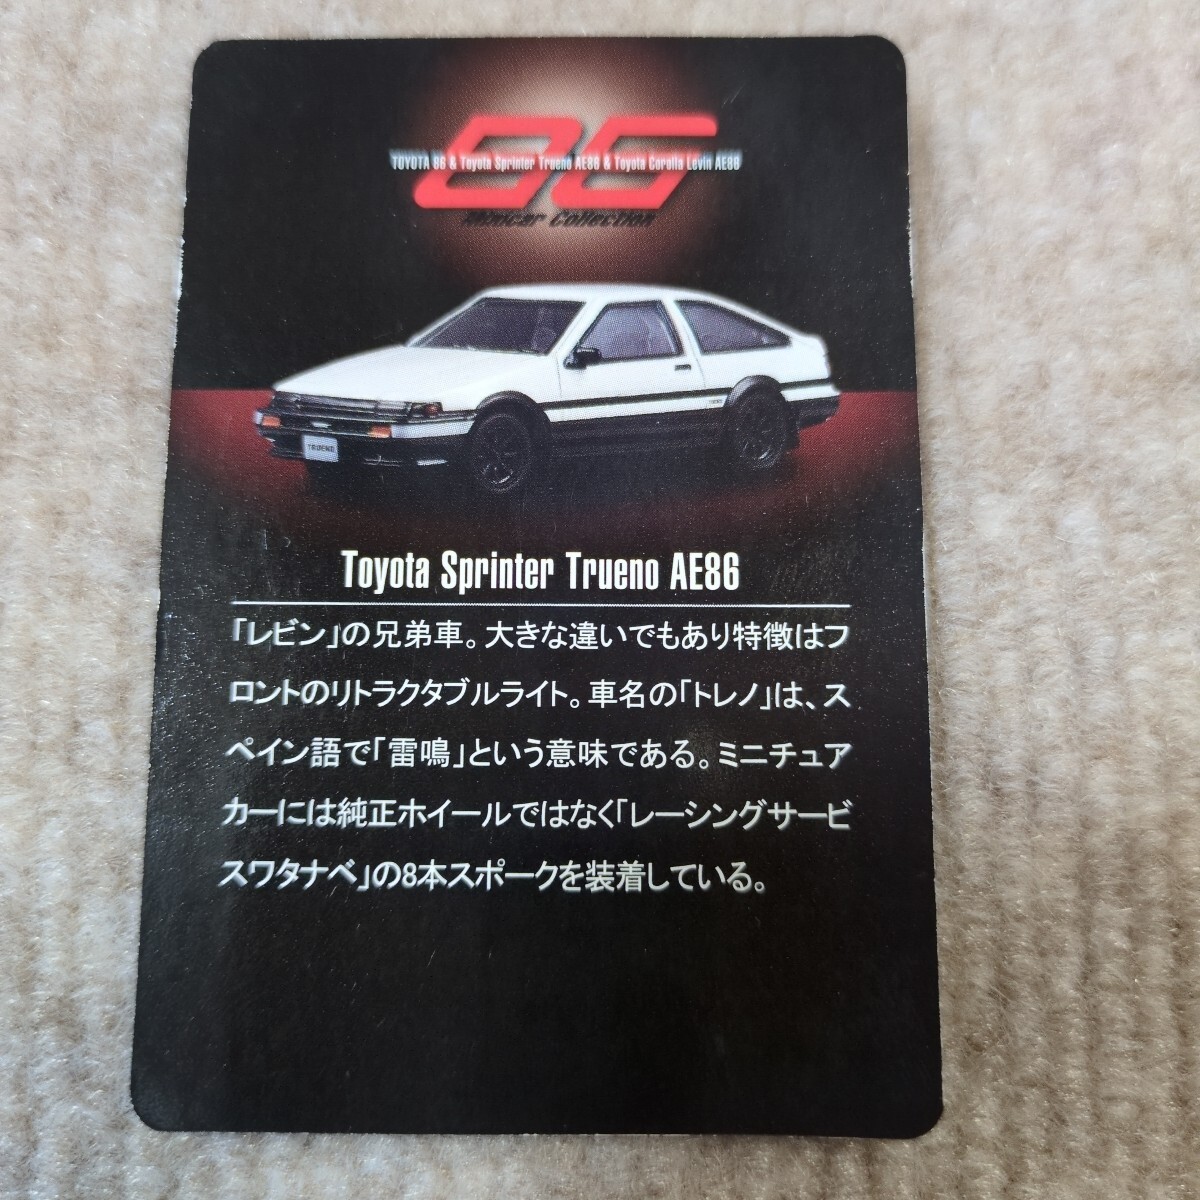 86
TOYOTA 86 & Toyota Sprinter Trueno AE86 & Toyota Corolla Levin AE86
Minicar Collection
TRUENO
Toyota Sprinter Trueno AE86
「レビン」の兄弟車。大きな違いでもあり特徴はフ
ロントのリトラクタブルライト。車名の「トレノ」は、ス
ペイン語で「雷鳴」という意味である。ミニチュア
カーには純正ホイールではなく「レーシングサービ
スワタナベ」の8本スポークを装着している。